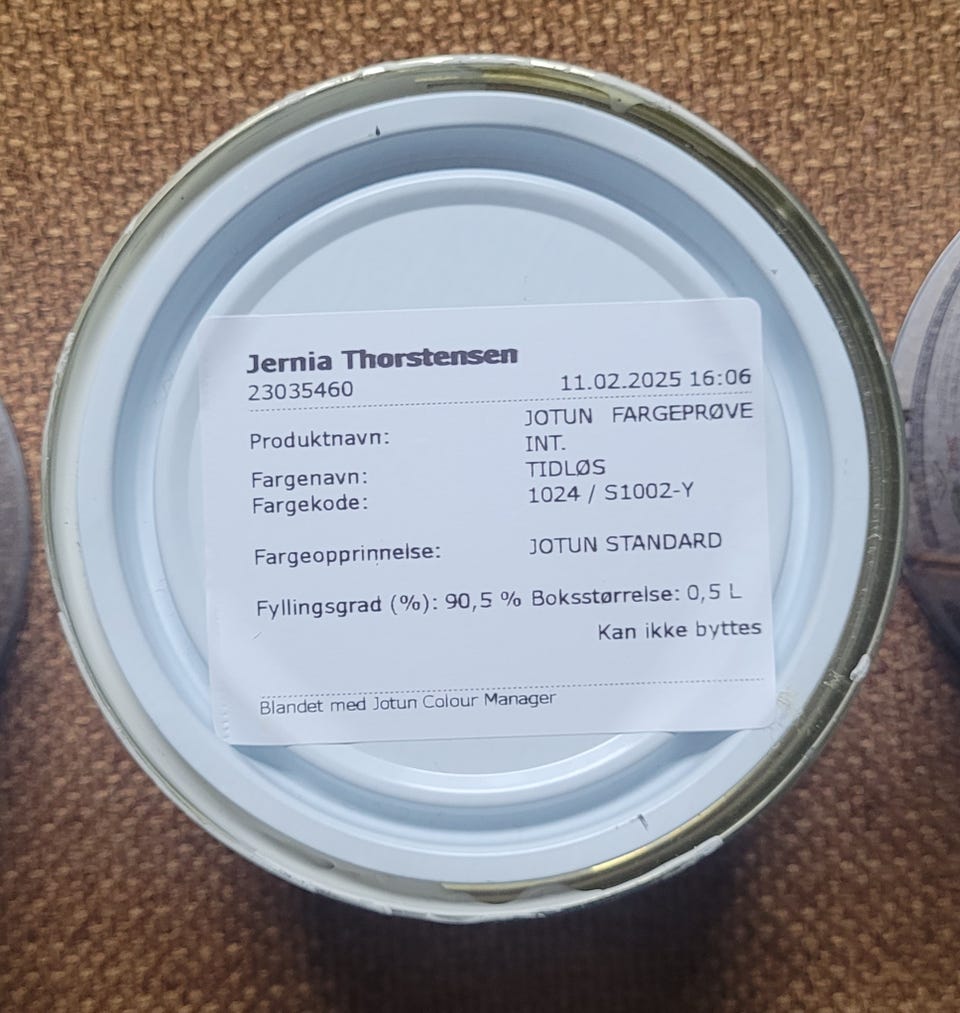 Jernia Thorstensen
23035460 11.02.2025 16:06
Produktnavn: JOTUN FARGEPRØVE INT.
Fargenavn: TIDLØS
Fargekode: 1024 / S1002-Y
Fargeopprinnelse: JOTUN STANDARD
Fyllingsgrad (%): 90,5 % Boksstørrelse: 0,5 L
Kan ikke byttes
Blandet med Jotun Colour Manager